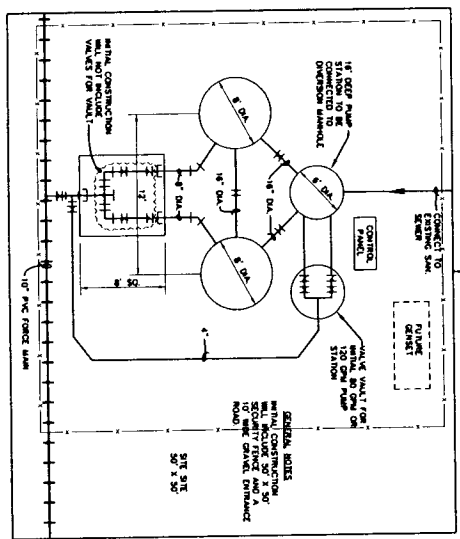 CONNECT TO
EXISTING SAN.
SEWER
FUTURE
GENSET
CONTROL
PANEL
16' DEEP PUMP
STATION TO BE
CONNECTED TO
DIVERSION MANHOLE
6' DIA.
VALVE VAULT FOR
INITIAL 80 GPM OR
120 GPM PUMP
STATION
16" DIA.
16" DIA.
8' DIA.
8' DIA.
8" DIA.
12'
8' SQ.
4"
INITIAL CONSTRUCTION
WILL NOT INCLUDE
VALVES FOR VAULT
10" PVC FORCE MAIN
GENERAL NOTES
INITIAL CONSTRUCTION
WILL INCLUDE 50' X 50'
SECURITY FENCE AND A
10' WIDE GRAVEL ENTRANCE
ROAD.
SITE SITE
50' X 50'